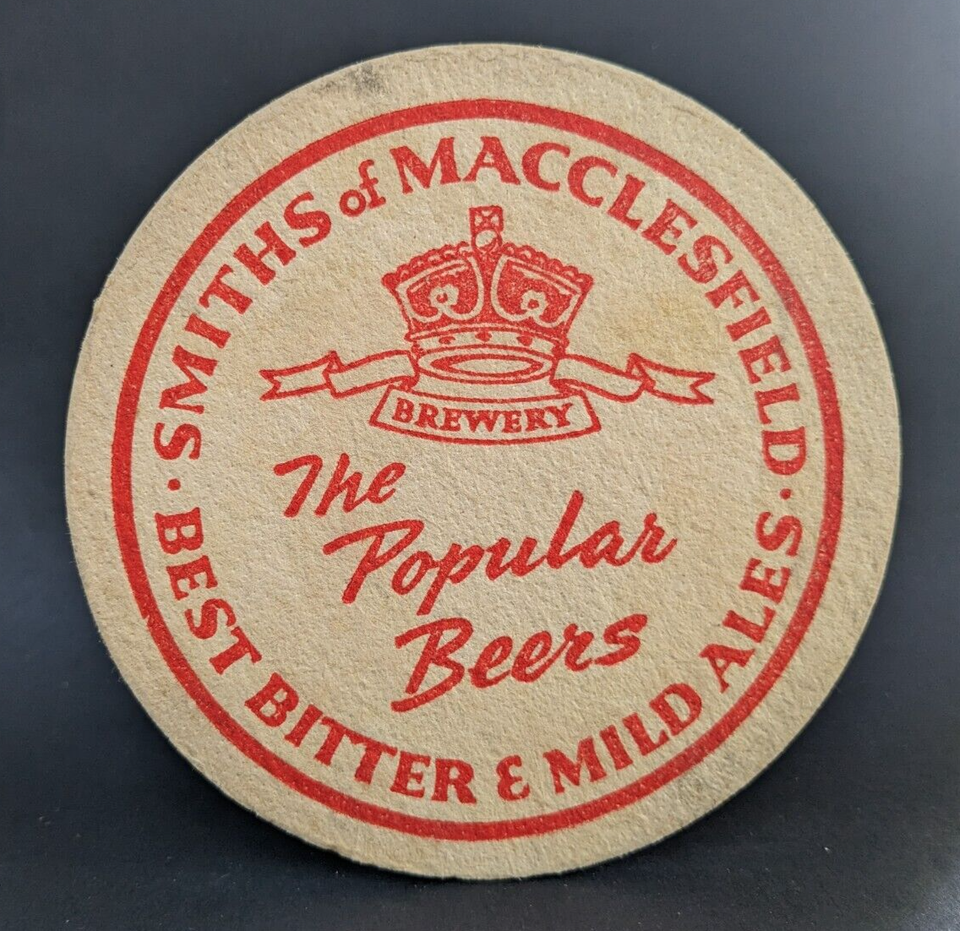 SMITHS of MACCLESFIELD
BREWERY
The
Popular
Beers
· BEST BITTER & MILD ALES ·